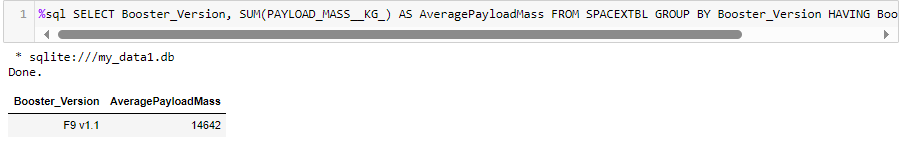 1 %sql SELECT Booster_Version, SUM(PAYLOAD_MASS__KG_) AS AveragePayloadMass FROM SPACEXTBL GROUP BY Booster_Version HAVING Boo
* sqlite:///my_data1.db
Done.
Booster_Version AveragePayloadMass
F9 v1.1 14642